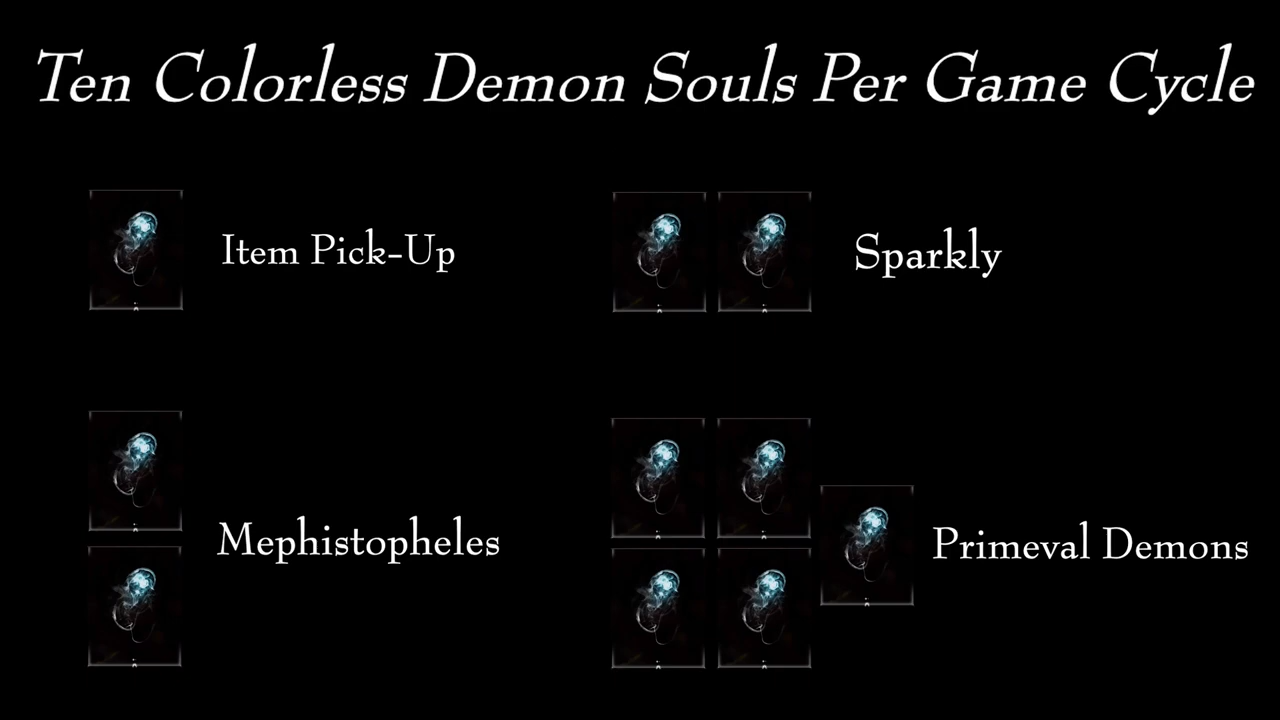 Ten Colorless Demon Souls Per Game Cycle
Item Pick-Up
Sparkly
Mephistopheles
Primeval Demons